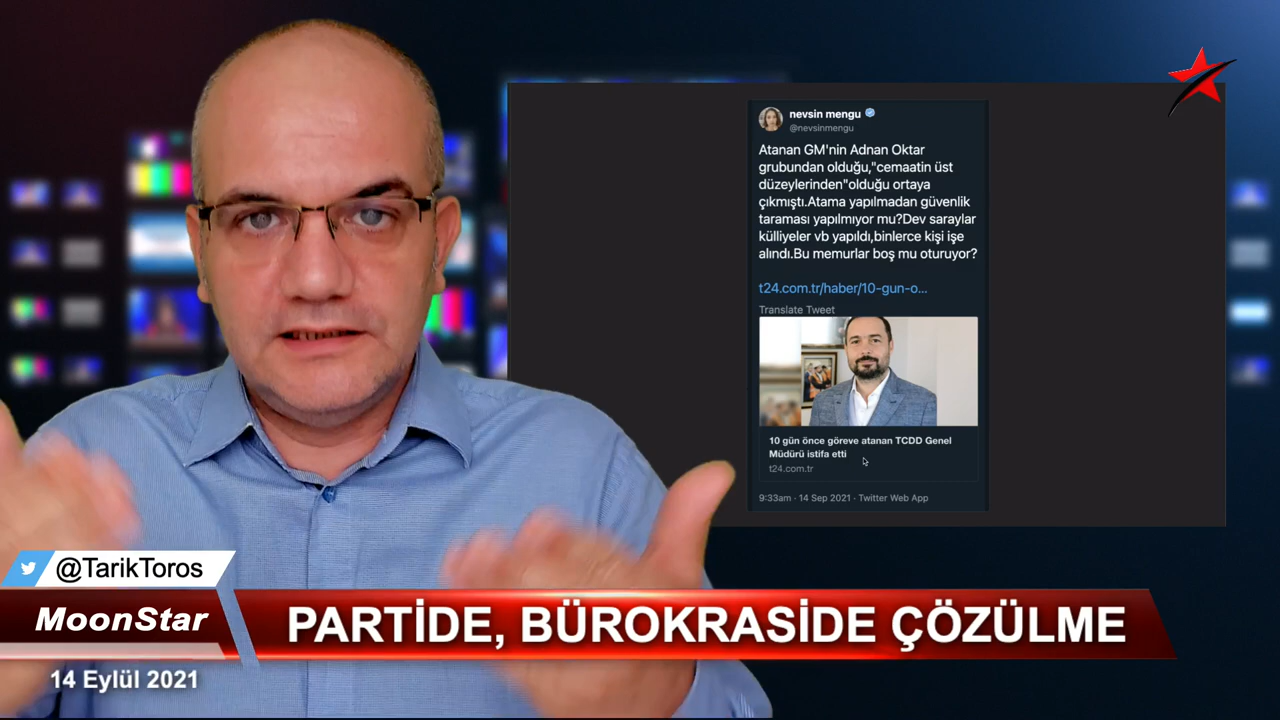 nevsin mengu
@nevsinmengu
Atanan GM'nin Adnan Oktar
grubundan olduğu,"cemaatin üst
düzeylerinden"olduğu ortaya
çıkmıştı.Atama yapılmadan güvenlik
taraması yapılmıyor mu?Dev saraylar
külliyeler vb yapıldı,binlerce kişi işe
alındı.Bu memurlar boş mu oturuyor?
t24.com.tr/haber/10-gun-o...
Translate Tweet
10 gün önce göreve atanan TCDD Genel
Müdürü istifa etti
t24.com.tr
9:33am · 14 Sep 2021 · Twitter Web App
@TarikToros
MoonStar
PARTİDE, BÜROKRASİDE ÇÖZÜLME
14 Eylül 2021